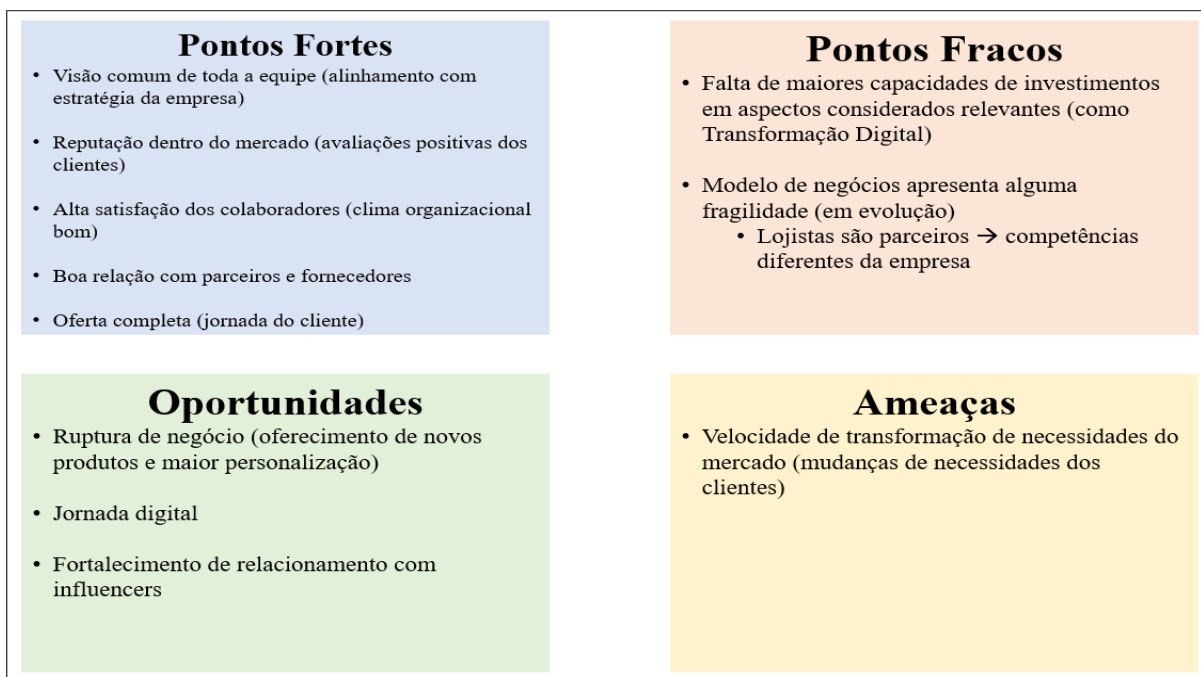 Pontos Fortes
• Visão comum de toda a equipe (alinhamento com
estratégia da empresa)
• Reputação dentro do mercado (avaliações positivas dos
clientes)
• Alta satisfação dos colaboradores (clima organizacional
bom)
• Boa relação com parceiros e fornecedores
• Oferta completa (jornada do cliente)
Pontos Fracos
• Falta de maiores capacidades de investimentos
em aspectos considerados relevantes (como
Transformação Digital)
• Modelo de negócios apresenta alguma
fragilidade (em evolução)
• Lojistas são parceiros → competências
diferentes da empresa
Oportunidades
• Ruptura de negócio (oferecimento de novos
produtos e maior personalização)
• Jornada digital
• Fortalecimento de relacionamento com
influencers
Ameaças
• Velocidade de transformação de necessidades do
mercado (mudanças de necessidades dos
clientes)